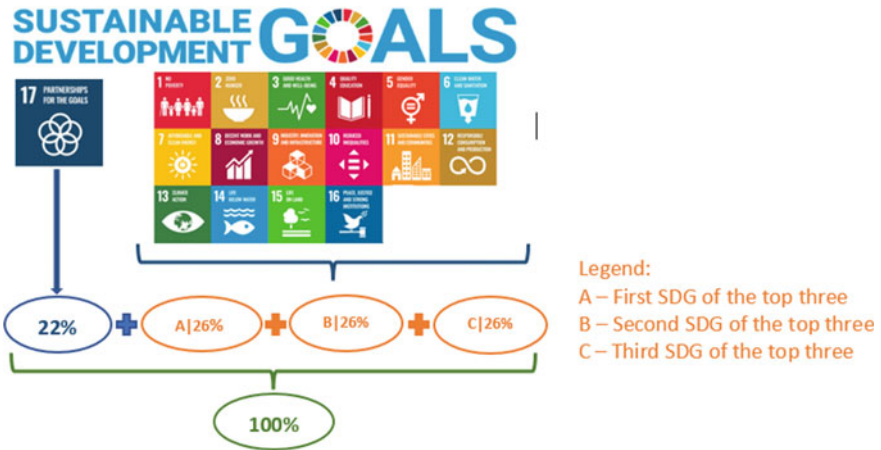 SUSTAINABLE
DEVELOPMENT
GOALS
17 PARTNERSHIPS
FOR THE GOALS
1 NO
POVERTY
2 ZERO
HUNGER
3 GOOD HEALTH
AND WELL-BEING
4 QUALITY
EDUCATION
5 GENDER
EQUALITY
6 CLEAN WATER
AND SANITATION
7 AFFORDABLE AND
CLEAN ENERGY
8 DECENT WORK AND
ECONOMIC GROWTH
9 INDUSTRY, INNOVATION
AND INFRASTRUCTURE
10 REDUCED
INEQUALITIES
11 SUSTAINABLE CITIES
AND COMMUNITIES
12 RESPONSIBLE
CONSUMPTION
AND PRODUCTION
13 CLIMATE
ACTION
14 LIFE
BELOW WATER
15 LIFE
ON LAND
16 PEACE, JUSTICE
AND STRONG
INSTITUTIONS
22%
A|26%
B|26%
C|26%
100%
Legend:
A – First SDG of the top three
B – Second SDG of the top three
C – Third SDG of the top three